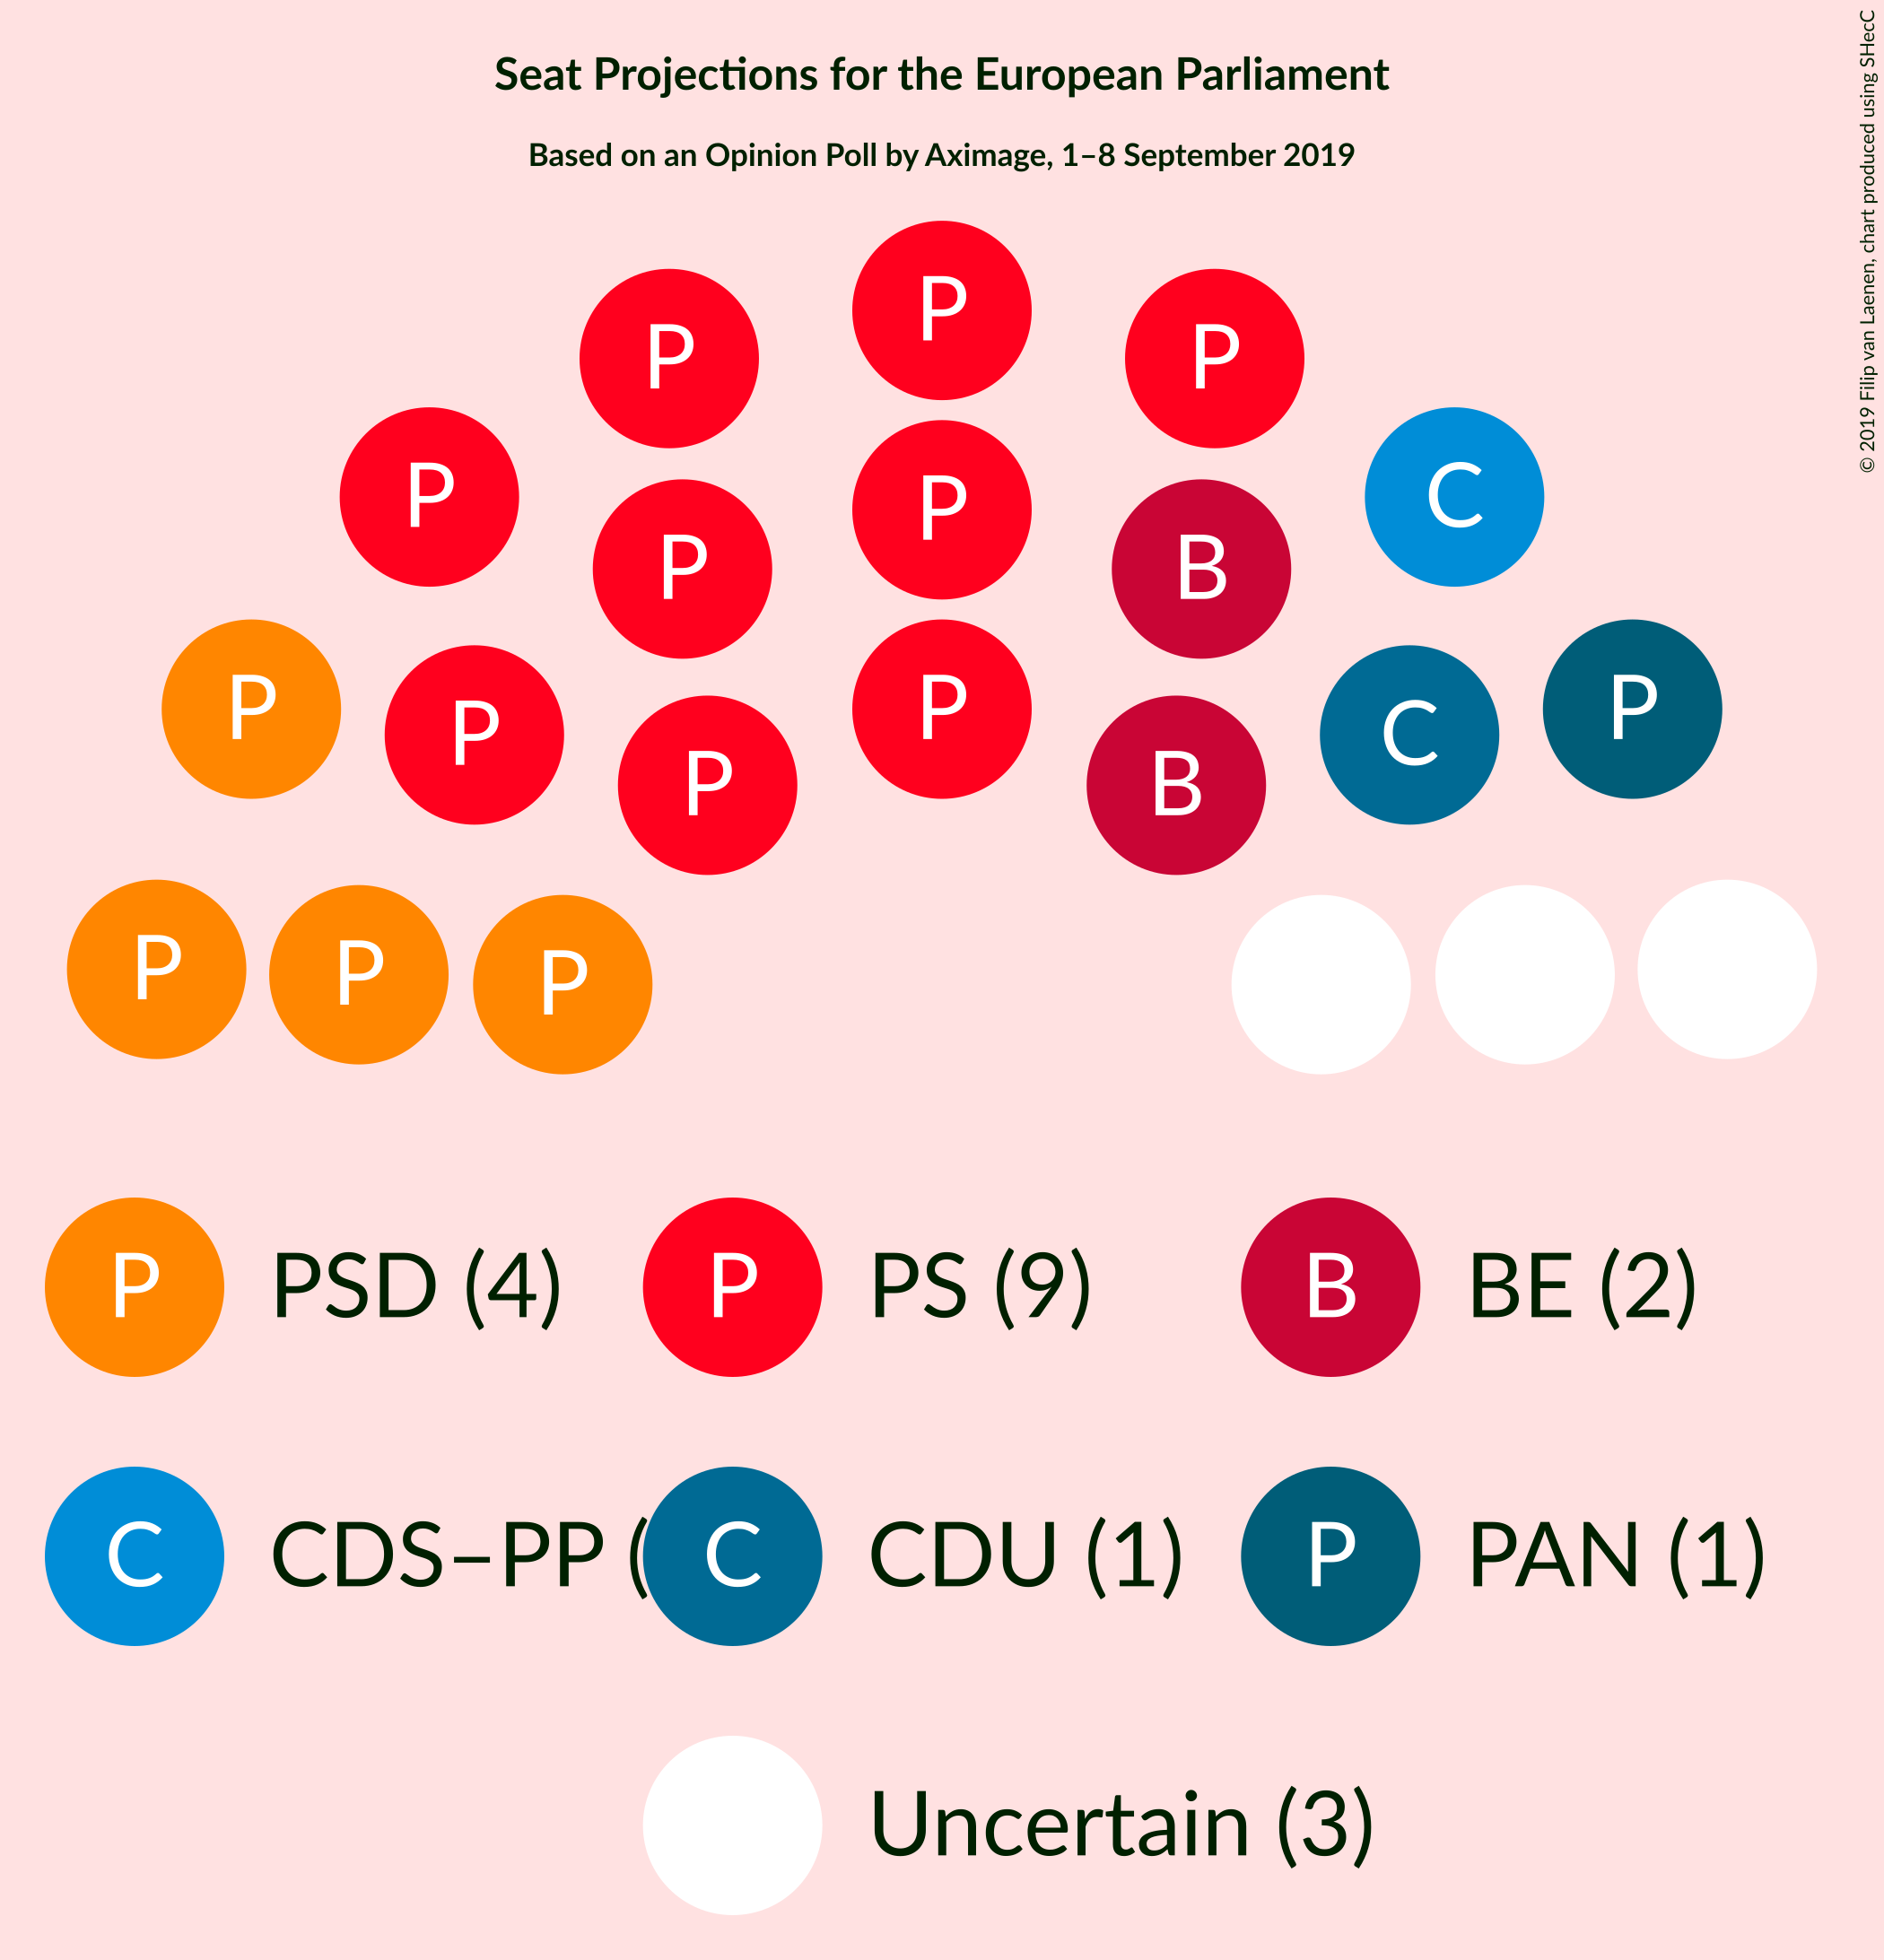 Seat Projections for the European Parliament
Based on an Opinion Poll by Aximage, 1–8 September 2019
© 2019 Filip van Laenen, chart produced using SHecC
P
P P
P C
P
P B
P P
P
P C
P B
P P P
P PSD (4) P PS (9) B BE (2)
C CDS–PP ( C CDU (1) P PAN (1)
Uncertain (3)